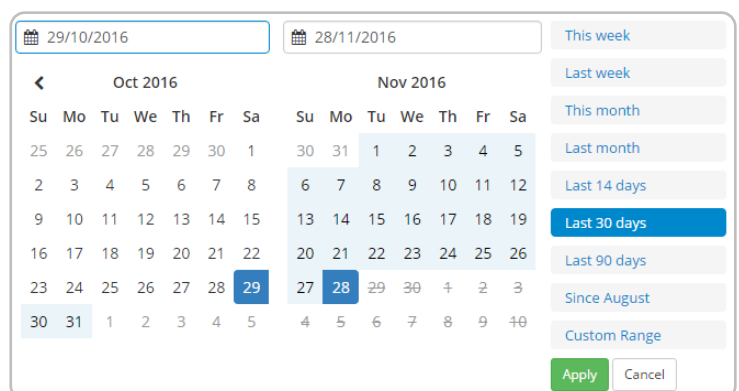 29/10/2016
28/11/2016
Oct 2016
Su Mo Tu We Th Fr Sa
25 26 27 28 29 30 1
2 3 4 5 6 7 8
9 10 11 12 13 14 15
16 17 18 19 20 21 22
23 24 25 26 27 28 29
30 31 1 2 3 4 5
Nov 2016
Su Mo Tu We Th Fr Sa
30 31 1 2 3 4 5
6 7 8 9 10 11 12
13 14 15 16 17 18 19
20 21 22 23 24 25 26
27 28 29 30 1 2 3
4 5 6 7 8 9 10
This week
Last week
This month
Last month
Last 14 days
Last 30 days
Last 90 days
Since August
Custom Range
Apply Cancel